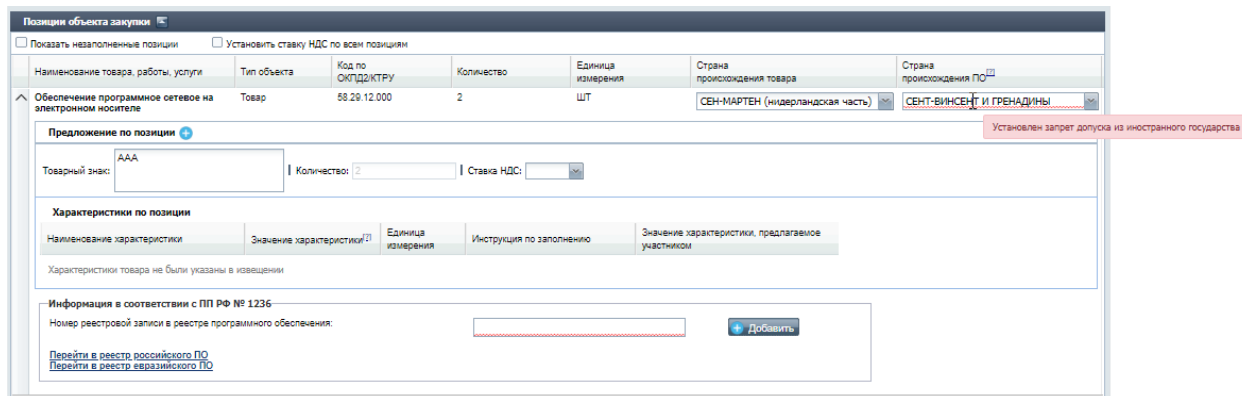 Позиции объекта закупки
Показать незаполненные позиции Установить ставку НДС по всем позициям
Наименование товара, работы, услуги Тип объекта Код по ОКПД2/КТРУ Количество Единица измерения Страна происхождения товара Страна происхождения ПО[?]
Обеспечение программное сетевое на Товар 58.29.12.000 2 ШТ СЕН-МАРТЕН (нидерландская часть) СЕНТ-ВИНСЕНТ И ГРЕНАДИНЫ
электронном носителе
Установлен запрет допуска из иностранного государства
Предложение по позиции
Товарный знак: ААА Количество: 2 Ставка НДС:
Характеристики по позиции
Наименование характеристики Значение характеристики[?] Единица измерения Инструкция по заполнению Значение характеристики, предлагаемое участником
Характеристики товара не были указаны в извещении
Информация в соответствии с ПП РФ № 1236
Номер реестровой записи в реестре программного обеспечения: Добавить
Перейти в реестр российского ПО
Перейти в реестр евразийского ПО